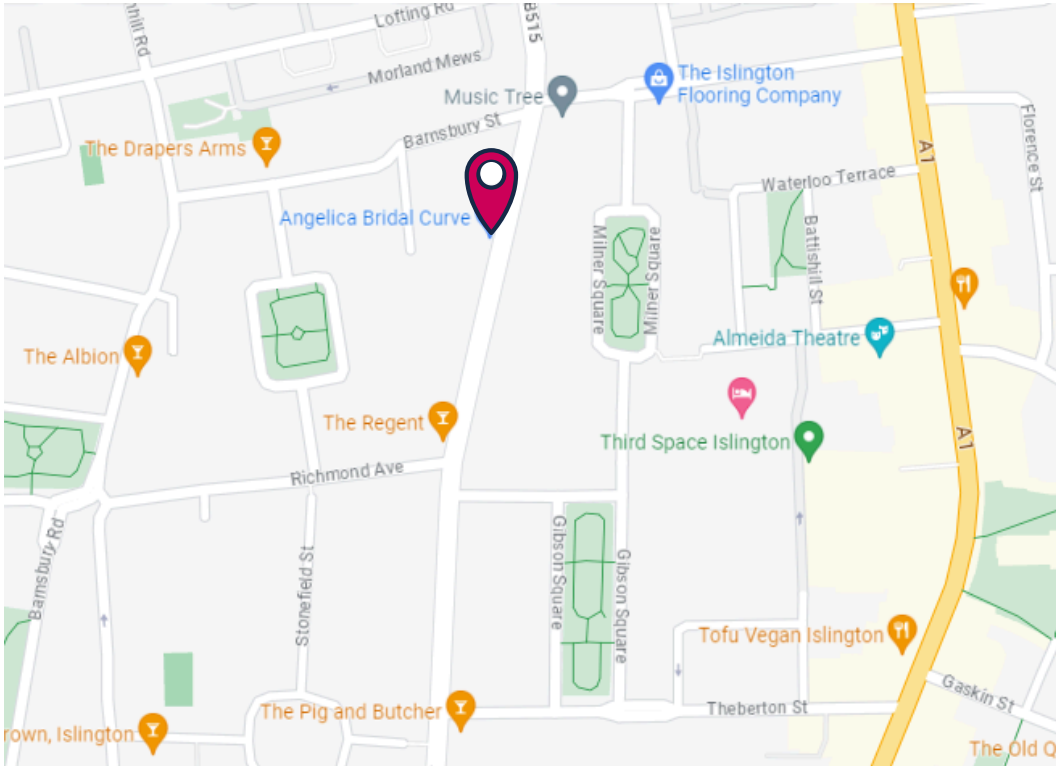 Lofting Rd
nhill Rd
B515
Morland Mews
The Islington
Flooring Company
Music Tree
Barnsbury St
Florence St
The Drapers Arms
A1
Waterloo Terrace
Angelica Bridal Curve
Milner Square
Milner Square
Battishill St
Almeida Theatre
The Albion
The Regent
Third Space Islington
A1
Richmond Ave
Barnsbury Rd
Stonefield St
Gibson Square
Gibson Square
Tofu Vegan Islington
Gaskin St
The Pig and Butcher
Theberton St
rown, Islington
The Old Q